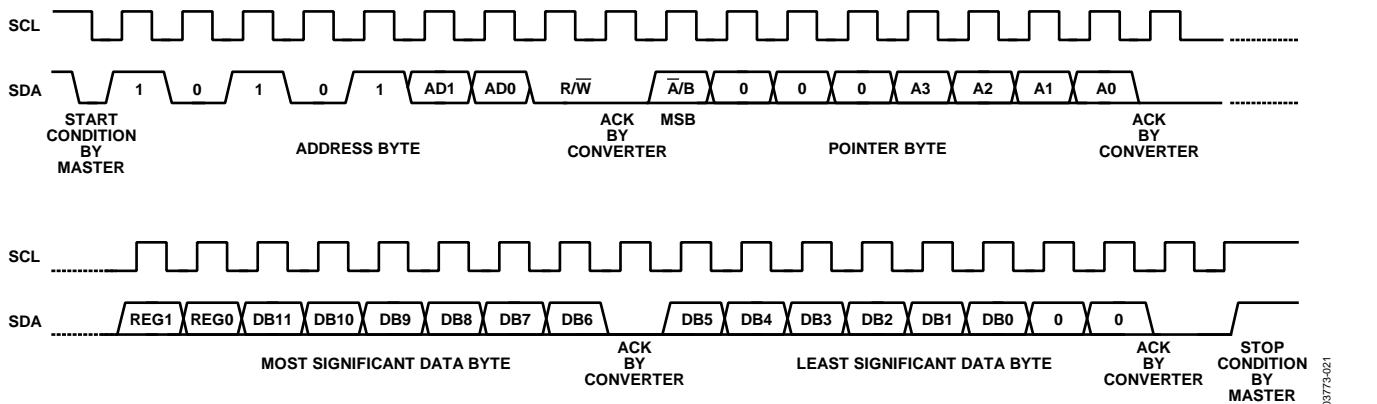 SCL
SDA
1 0 1 0 1 AD1 AD0 R/W̅ A̅/B 0 0 0 A3 A2 A1 A0
START
CONDITION
BY
MASTER
ADDRESS BYTE
ACK
BY
CONVERTER
MSB
POINTER BYTE
ACK
BY
CONVERTER
SCL
SDA
REG1 REG0 DB11 DB10 DB9 DB8 DB7 DB6 DB5 DB4 DB3 DB2 DB1 DB0 0 0
MOST SIGNIFICANT DATA BYTE
ACK
BY
CONVERTER
LEAST SIGNIFICANT DATA BYTE
ACK
BY
CONVERTER
STOP
CONDITION
BY
MASTER
03773-021